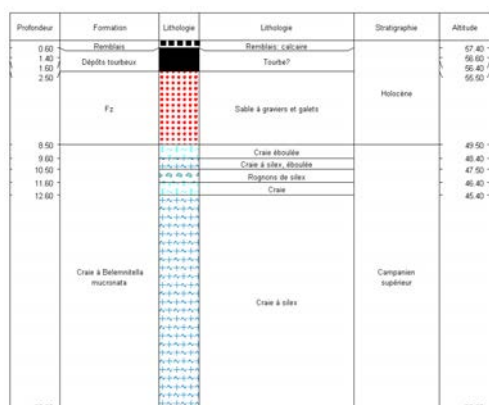 Profondeur Formation Lithologie Lithologie Stratigraphie Altitude
0.60 Remblais Remblais: calcaire 57.40
1.40 56.60
Dépôts tourbeux Tourbe?
1.60 56.40
2.50 55.50
Holocène
Fz Sable à graviers et galets
8.50 49.50
Craie éboulée
9.60 48.40
Craie à silex, éboulée
10.50 47.50
Rognons de silex
11.60 46.40
Craie
12.60 45.40
Craie à Belemnitella Campanien
mucronata supérieur
Craie à silex